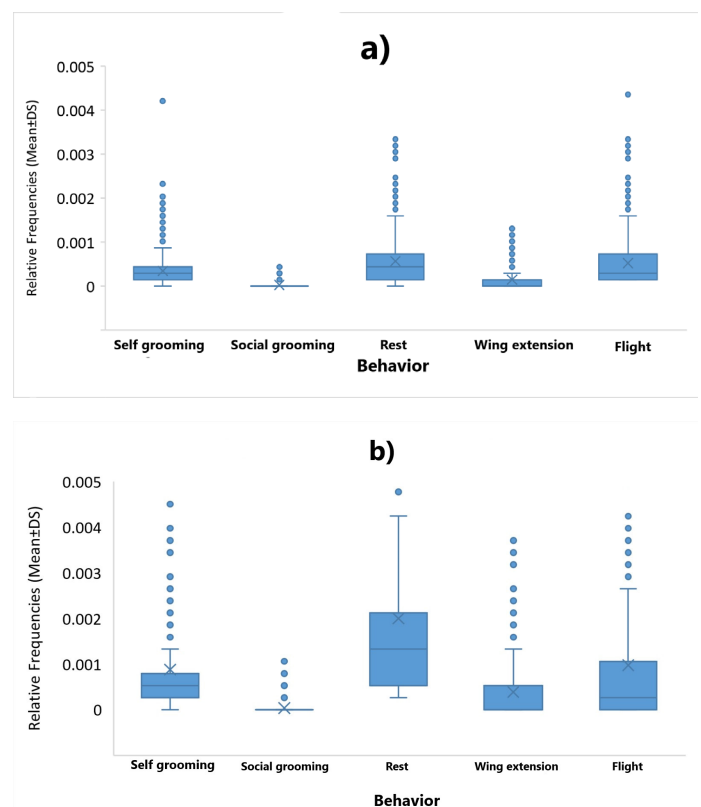 a)
Relative Frequencies (Mean±DS)
0.005
0.004
0.003
0.002
0.001
0
Self grooming Social grooming Rest Wing extension Flight
Behavior
b)
Relative Frequencies (Mean±DS)
0.005
0.004
0.003
0.002
0.001
0
Self grooming Social grooming Rest Wing extension Flight
Behavior